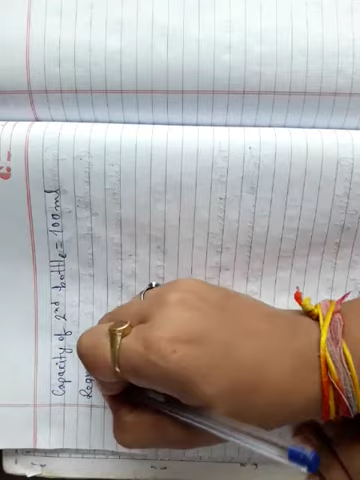 Capacity of 2nd bottle = 100ml